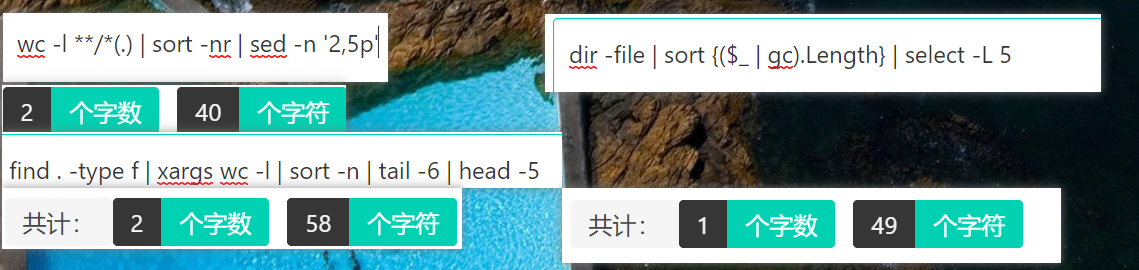 wc -l **/*(.) | sort -nr | sed -n '2,5p'
2 个字数 40 个字符
find . -type f | xargs wc -l | sort -n | tail -6 | head -5
共计： 2 个字数 58 个字符
dir -file | sort {($_ | gc).Length} | select -L 5
共计： 1 个字数 49 个字符